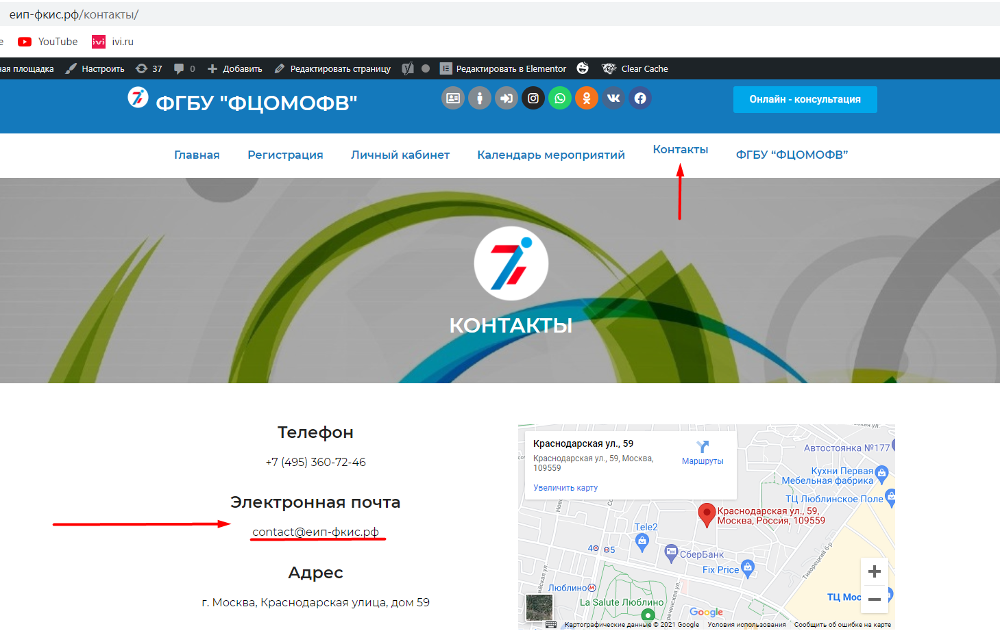 еип-фкис.рф/контакты/
YouTube ivi.ru
площадка Настроить 37 0 Добавить Редактировать страницу Редактировать в Elementor Clear Cache
ФГБУ "ФЦОМОФВ"
Онлайн - консультация
Главная Регистрация Личный кабинет Календарь мероприятий Контакты ФГБУ “ФЦОМОФВ”
КОНТАКТЫ
Телефон
+7 (495) 360-72-46
Электронная почта
contact@еип-фкис.рф
Адрес
г. Москва, Краснодарская улица, дом 59
Краснодарская ул., 59
Краснодарская ул., 59, Москва,
109559
Маршруты
Увеличить карту
Автостоянка №177
Кухни Первая
Мебельная фабрика
ТЦ Люблинское Поле
Краснодарская ул., 59,
Москва, Россия, 109559
Tele2
СберБанк
Fix Price
Тихорецкий б-р
Люблино
La Salute Люблино
ТЦ Мос
Google
Картографические данные © 2021 Google Условия использования Сообщить об ошибке на карте